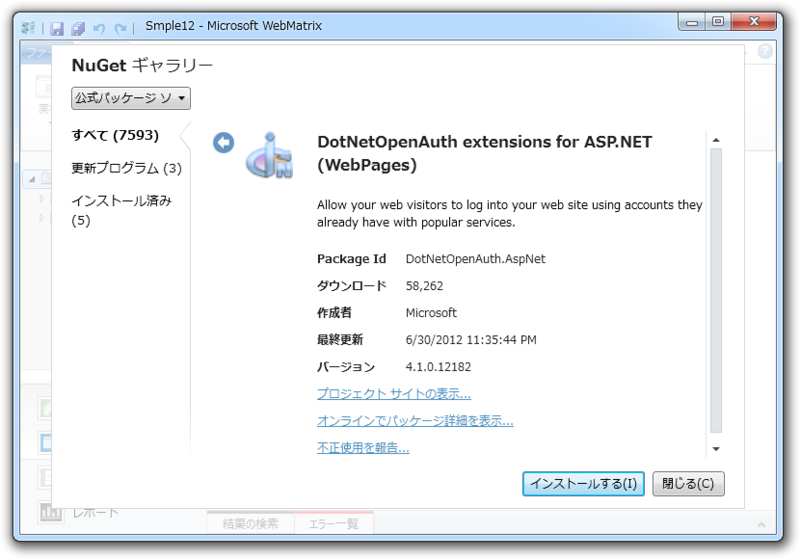 Smple12 - Microsoft WebMatrix
NuGet ギャラリー
公式パッケージ ソ
すべて (7593)
更新プログラム (3)
インストール済み
(5)
DotNetOpenAuth extensions for ASP.NET
(WebPages)
Allow your web visitors to log into your web site using accounts they
already have with popular services.
Package Id DotNetOpenAuth.AspNet
ダウンロード 58,262
作成者 Microsoft
最終更新 6/30/2012 11:35:44 PM
バージョン 4.1.0.12182
プロジェクト サイトの表示...
オンラインでパッケージ詳細を表示...
不正使用を報告...
インストールする(I) 閉じる(C)
レポート
結果の検索 エラー一覧